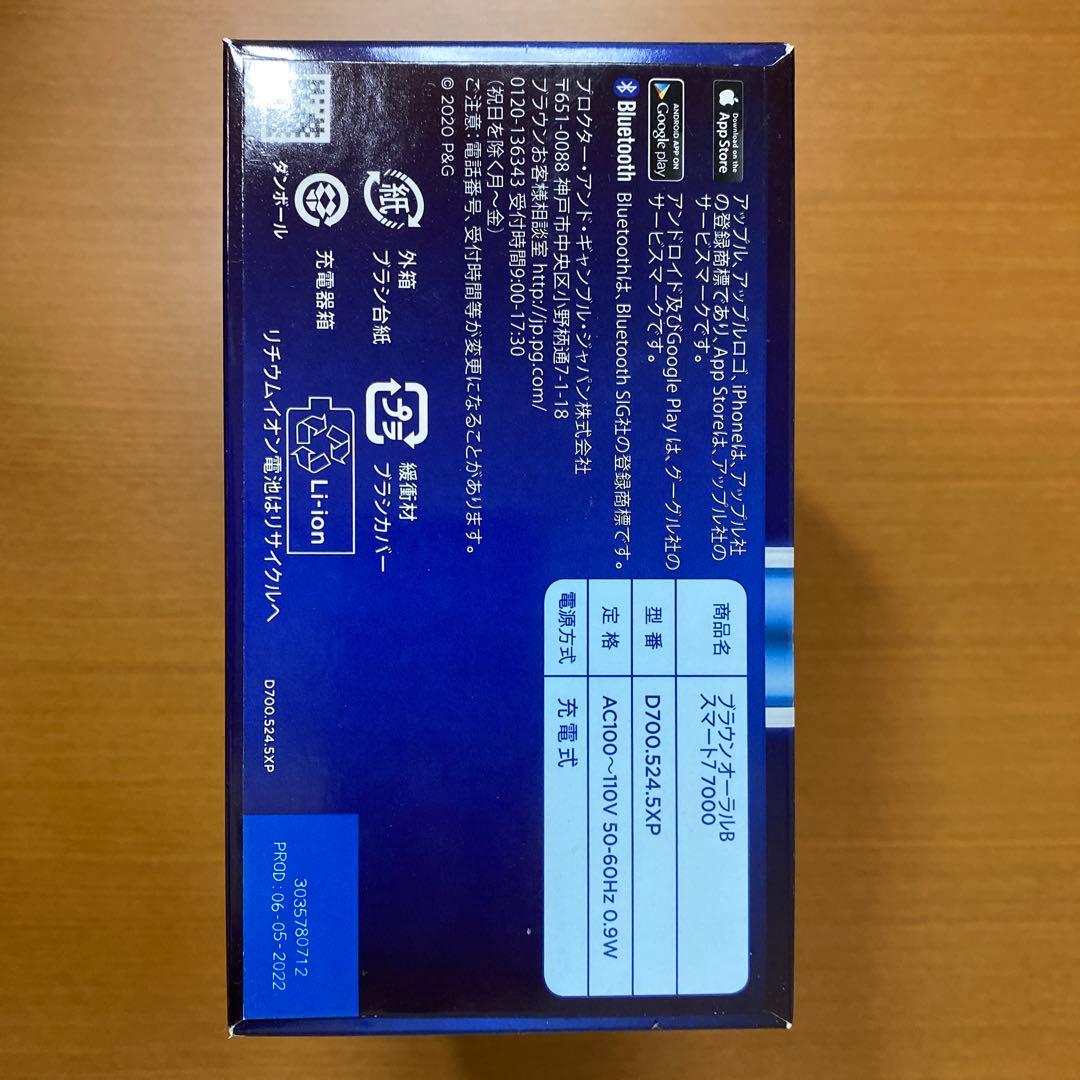 Download on the
App Store
アップル、アップルロゴ、iPhoneは、アップル社
の登録商標であり、App Storeは、アップル社の
サービスマークです。
ANDROID APP ON
Google play
アンドロイド及びGoogle Play は、グーグル社の
サービスマークです。
Bluetooth
Bluetoothは、Bluetooth SIG社の登録商標です。
プロクター・アンド・ギャンブル・ジャパン株式会社
〒651-0088 神戸市中央区小野柄通7-1-18
ブラウンお客様相談室 http://jp.pg.com/
0120-136343 受付時間9:00-17:30
(祝日を除く月〜金)
ご注意・電話番号、受付時間等が変更になることがあります。
© 2020 P&G
紙
外箱
ブラシ台紙
プラ
緩衝材
ブラシカバー
ダンボール
充電器箱
Li-ion
リチウムイオン電池はリサイクルへ
D700.524.5XP
商品名
ブラウン オーラルB
スマート7 7000
型番
D700.524.5XP
定格
AC100〜110V 50-60Hz 0.9W
電源方式
充電式
3035780712
PROD: 06-05-2022